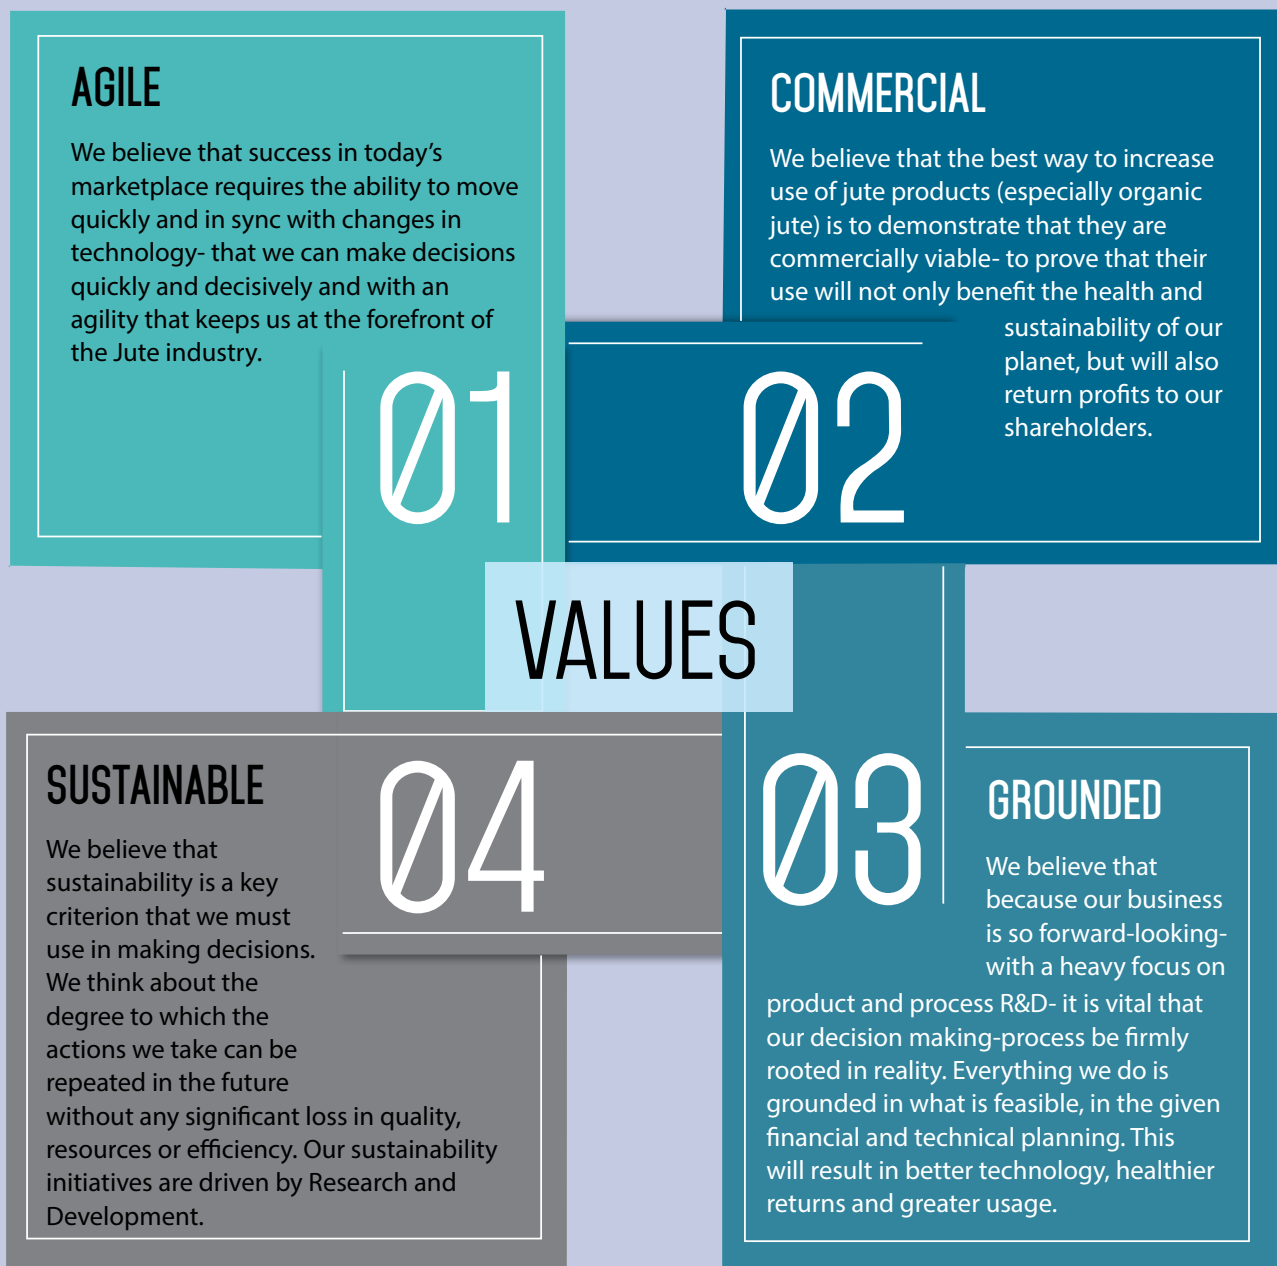 AGILE
We believe that success in today's
marketplace requires the ability to move
quickly and in sync with changes in
technology- that we can make decisions
quickly and decisively and with an
agility that keeps us at the forefront of
the Jute industry.
01
COMMERCIAL
We believe that the best way to increase
use of jute products (especially organic
jute) is to demonstrate that they are
commercially viable- to prove that their
use will not only benefit the health and
sustainability of our
planet, but will also
return profits to our
shareholders.
02
VALUES
03
GROUNDED
We believe that
because our business
is so forward-looking-
with a heavy focus on
product and process R&D- it is vital that
our decision making-process be firmly
rooted in reality. Everything we do is
grounded in what is feasible, in the given
financial and technical planning. This
will result in better technology, healthier
returns and greater usage.
SUSTAINABLE
We believe that
sustainability is a key
criterion that we must
use in making decisions.
We think about the
degree to which the
actions we take can be
repeated in the future
without any significant loss in quality,
resources or efficiency. Our sustainability
initiatives are driven by Research and
Development.
04